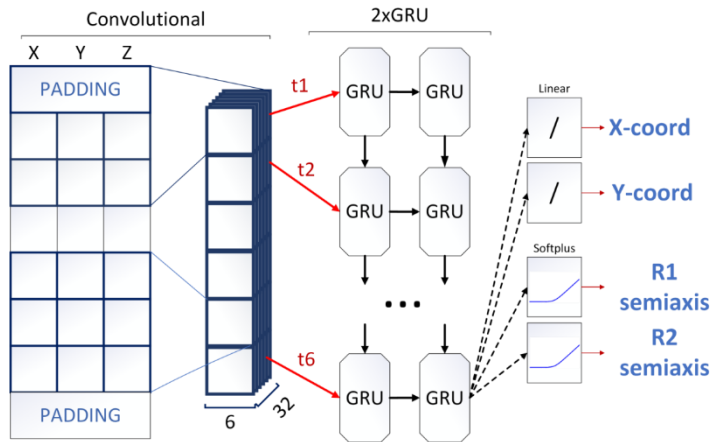 Convolutional
2xGRU
X Y Z
PADDING
t1
GRU GRU
Linear
X-coord
t2
GRU GRU
Y-coord
Softplus
R1
semiaxis
R2
semiaxis
t6
GRU GRU
PADDING
6
32